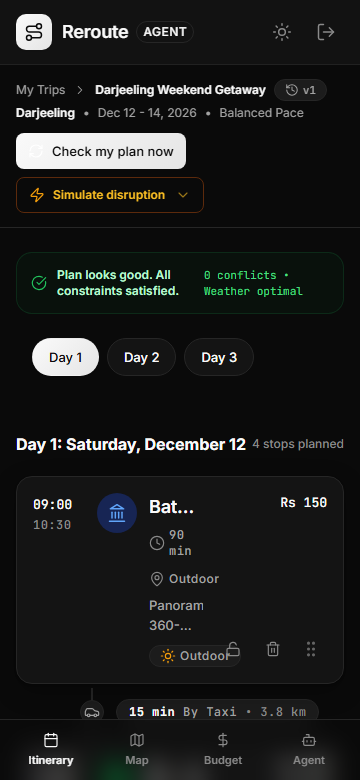 Reroute AGENT
My Trips > Darjeeling Weekend Getaway v1
Darjeeling • Dec 12 - 14, 2026 • Balanced Pace
Check my plan now
Simulate disruption
Plan looks good. All constraints satisfied.
0 conflicts • Weather optimal
Day 1 Day 2 Day 3
Day 1: Saturday, December 12 4 stops planned
09:00 Bat... Rs 150
10:30
90 min
Outdoor
Panoram
360-...
Outdoor
15 min By Taxi • 3.8 km
Itinerary Map Budget Agent